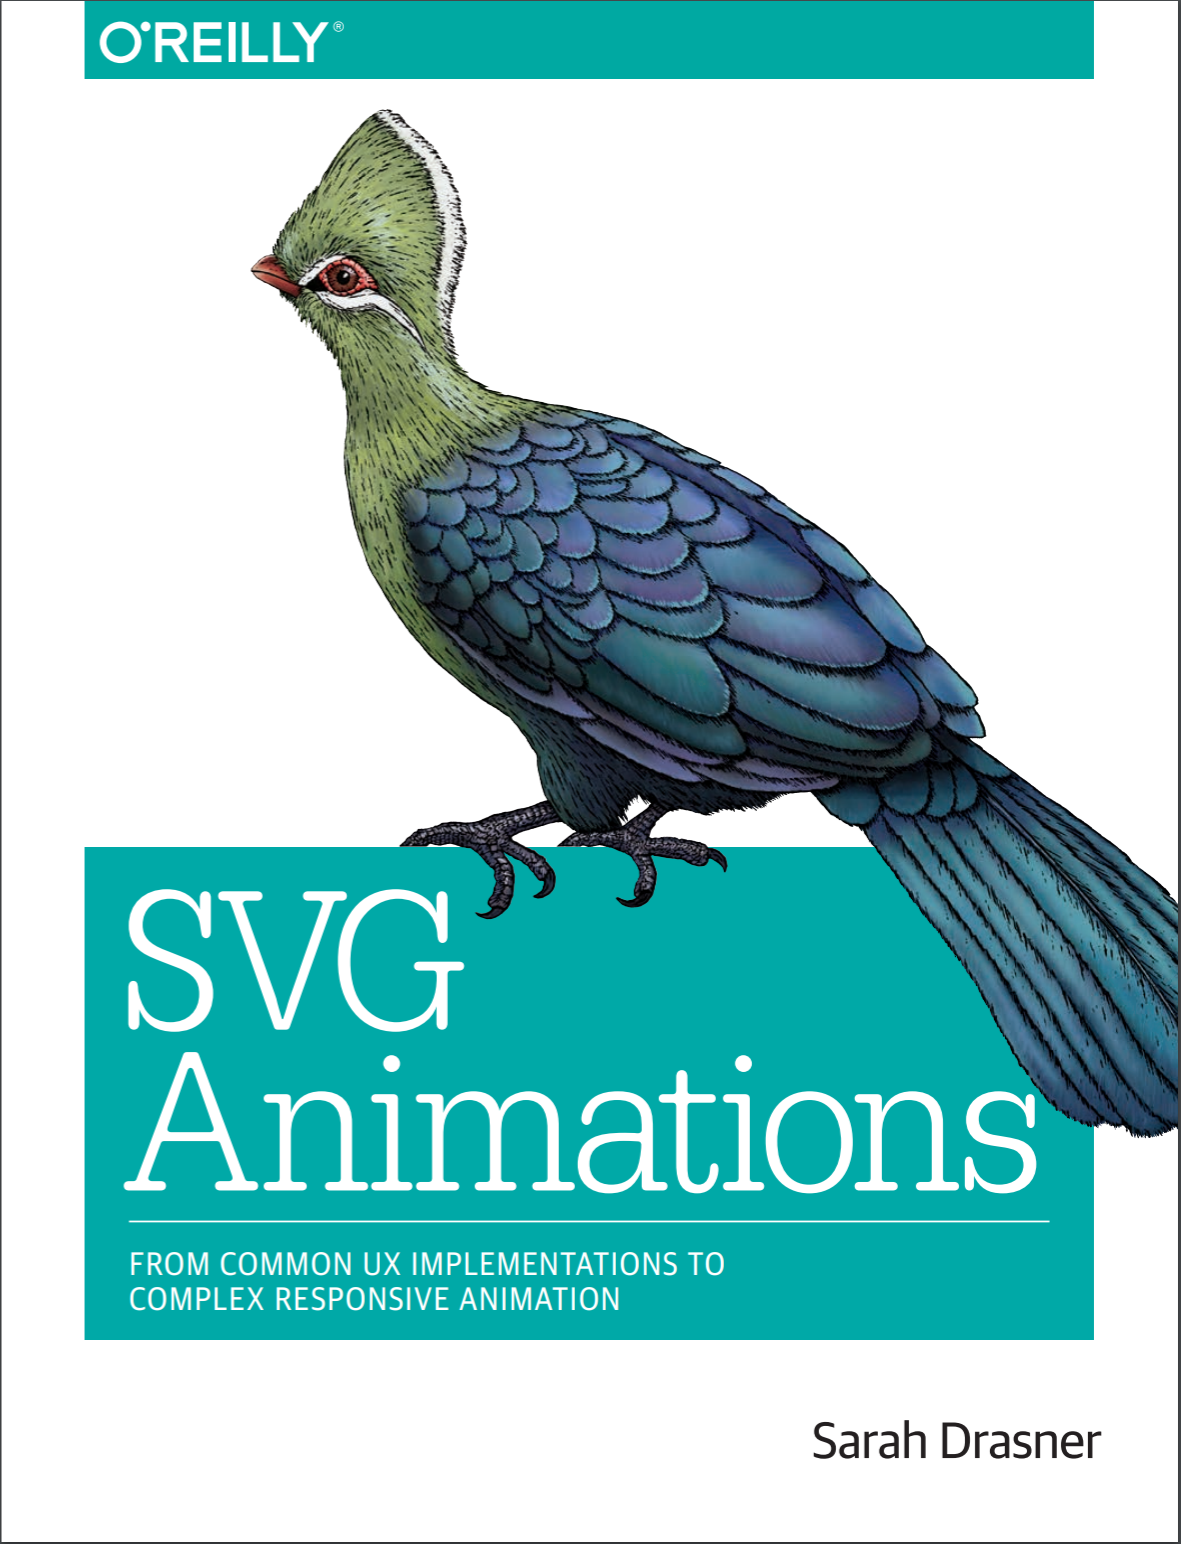 O'REILLY®
SVG
Animations
FROM COMMON UX IMPLEMENTATIONS TO
COMPLEX RESPONSIVE ANIMATION
Sarah Drasner